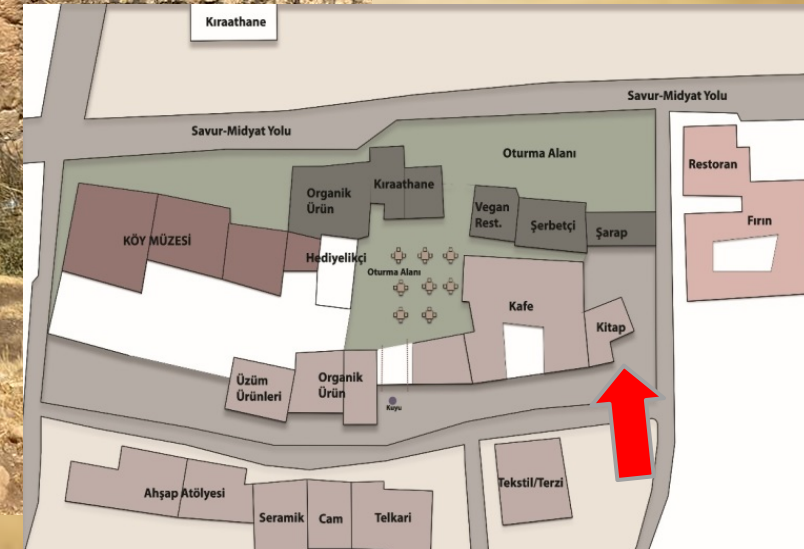 Kıraathane
Savur-Midyat Yolu
Savur-Midyat Yolu
Oturma Alanı
Restoran
Kıraathane
Organik
Ürün
Vegan
Rest.
Şerbetçi
Şarap
Fırın
KÖY MÜZESİ
Hediyelikçi
Oturma Alanı
Kafe
Kitap
Üzüm
Ürünleri
Organik
Ürün
Kuyu
Ahşap Atölyesi
Tekstil/Terzi
Seramik
Cam
Telkari